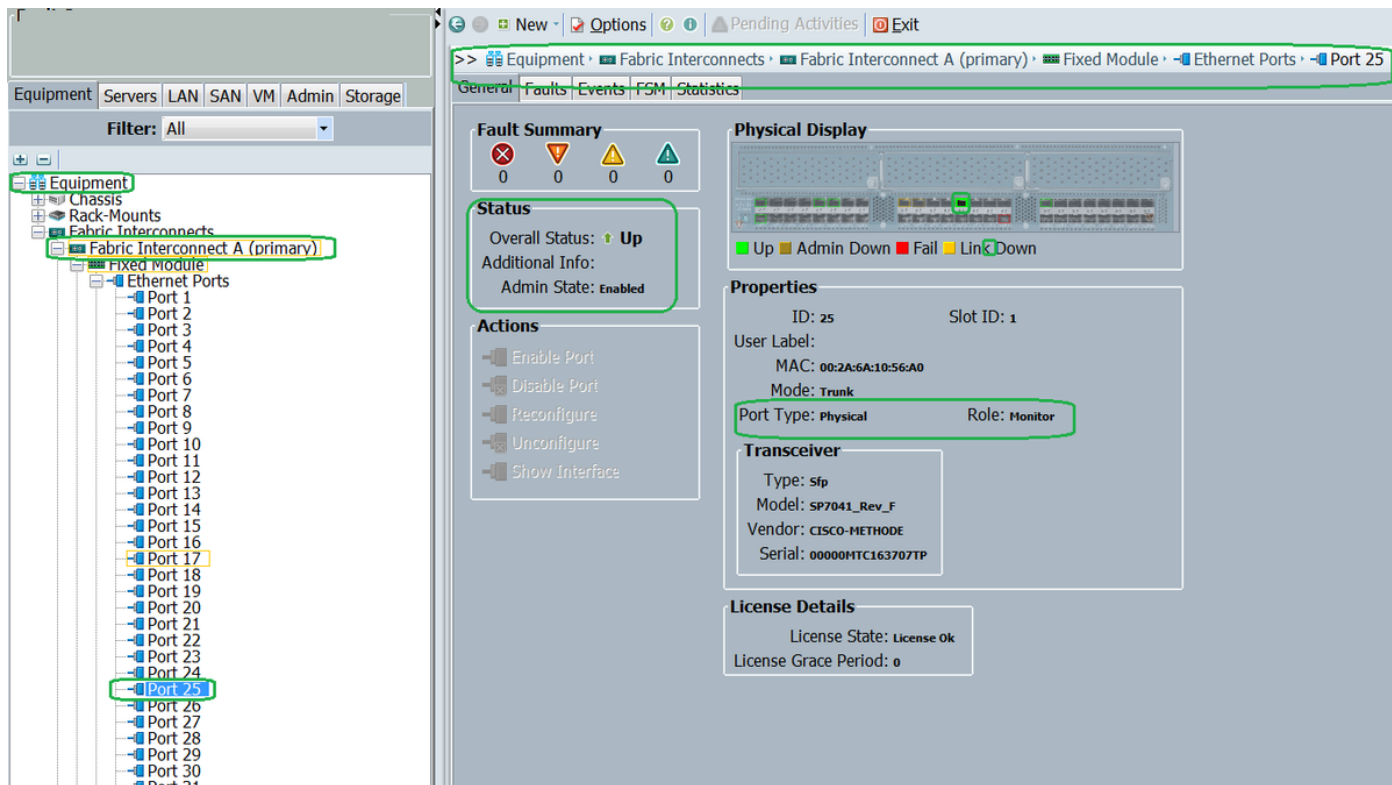 New Options Pending Activities Exit
>> Equipment Fabric Interconnects Fabric Interconnect A (primary) Fixed Module Ethernet Ports Port 25
Equipment Servers LAN SAN VM Admin Storage
Filter: All
Equipment
Chassis
Rack-Mounts
Fabric Interconnects
Fabric Interconnect A (primary)
Fixed Module
Ethernet Ports
Port 1
Port 2
Port 3
Port 4
Port 5
Port 6
Port 7
Port 8
Port 9
Port 10
Port 11
Port 12
Port 13
Port 14
Port 15
Port 16
Port 17
Port 18
Port 19
Port 20
Port 21
Port 22
Port 23
Port 24
Port 25
Port 26
Port 27
Port 28
Port 29
Port 30
Port 31
General Faults Events FSM Statistics
Fault Summary
0 0 0 0
Status
Overall Status: Up
Additional Info:
Admin State: Enabled
Actions
Enable Port
Disable Port
Reconfigure
Unconfigure
Show Interface
Physical Display
Up Admin Down Fail Link Down
Properties
ID: 25 Slot ID: 1
User Label:
MAC: 00:2A:6A:10:56:A0
Mode: Trunk
Port Type: Physical Role: Monitor
Transceiver
Type: Sfp
Model: SP7041_Rev_F
Vendor: CISCO-METHODE
Serial: 00000MTC163707TP
License Details
License State: License Ok
License Grace Period: 0